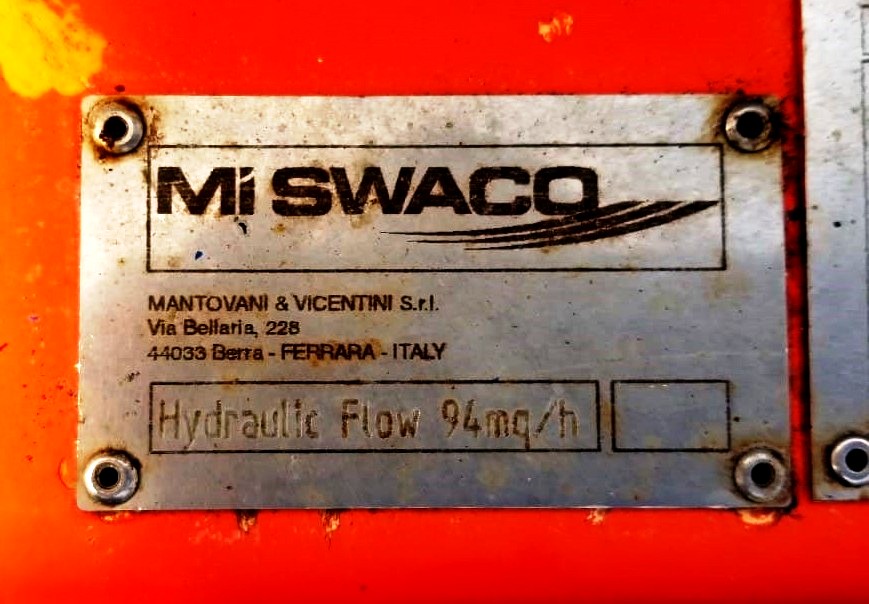 Mi SWACO
MANTOVANI & VICENTINI S.r.l.
Via Bellaria, 228
44033 Berra - FERRARA - ITALY
Hydraulic Flow 94mq/h